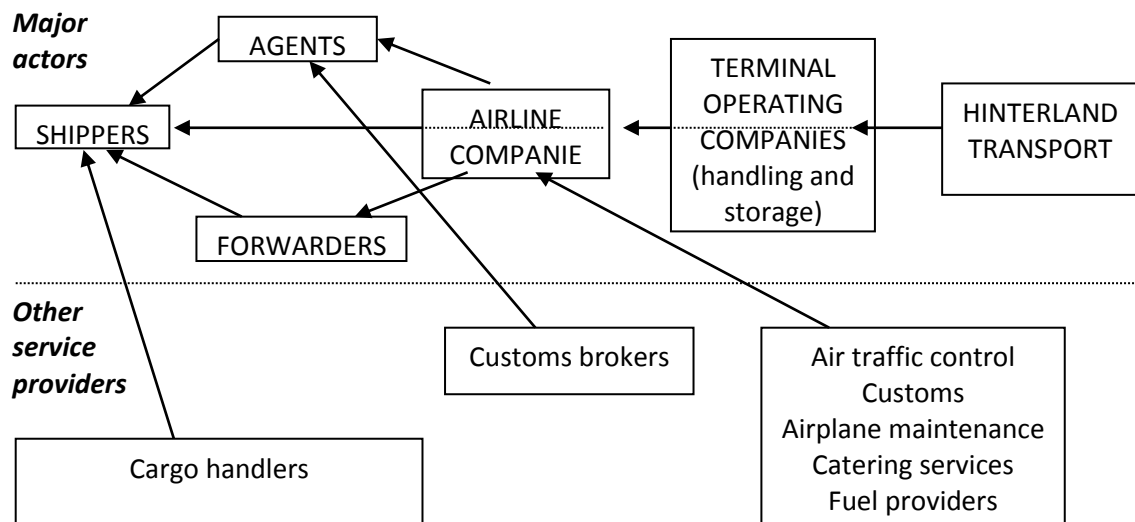 Major
actors
AGENTS
SHIPPERS
AIRLINE
COMPANIE
FORWARDERS
TERMINAL
OPERATING
COMPANIES
(handling and
storage)
HINTERLAND
TRANSPORT
Other
service
providers
Customs brokers
Cargo handlers
Air traffic control
Customs
Airplane maintenance
Catering services
Fuel providers